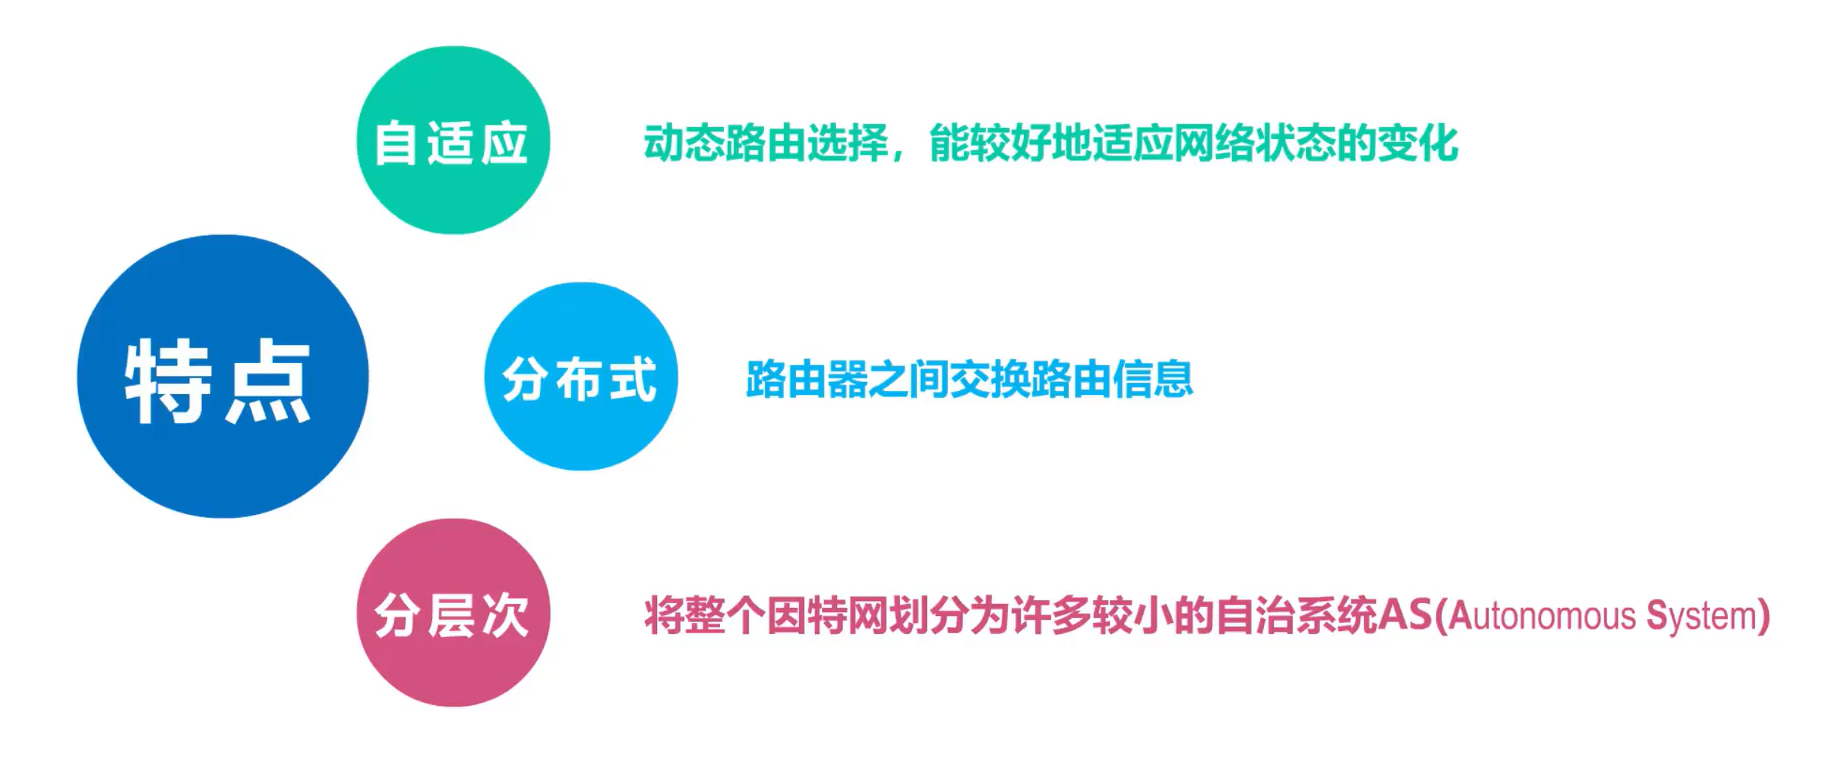 自适应
动态路由选择，能较好地适应网络状态的变化
特点
分布式
路由器之间交换路由信息
分层次
将整个因特网划分为许多较小的自治系统AS(Autonomous System)